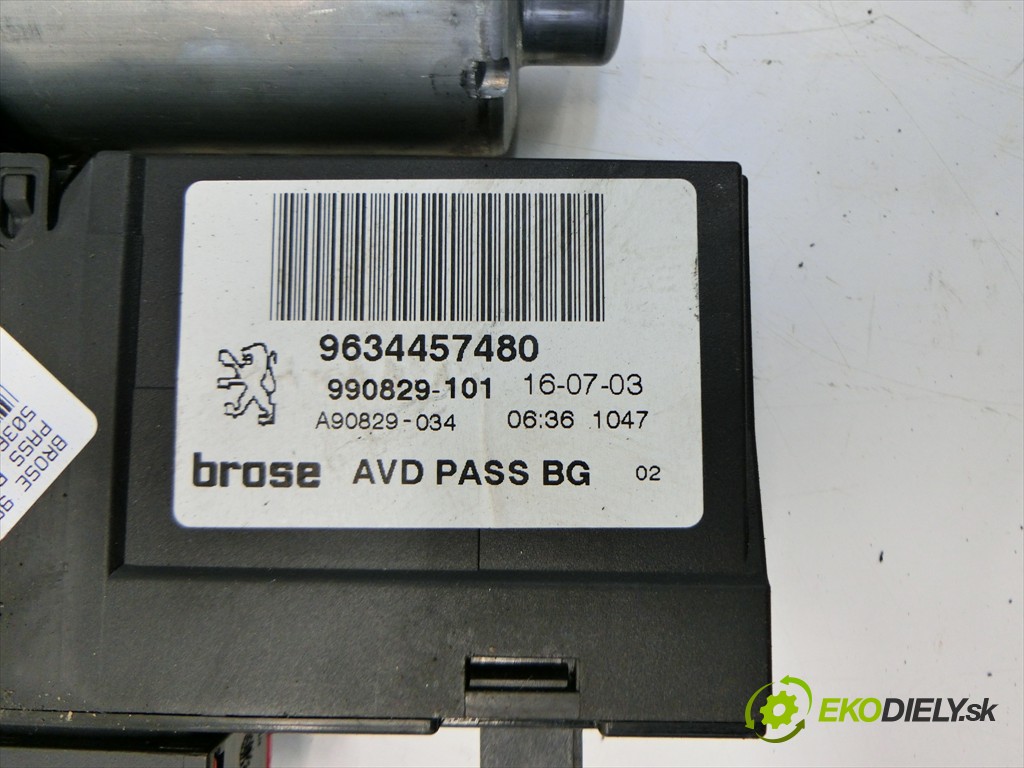 9634457480
990829-101 16-07-03
A90829-034 06:36 1047
brose AVD PASS BG 02
BROSE
PASS
503
EKODIELY.sk